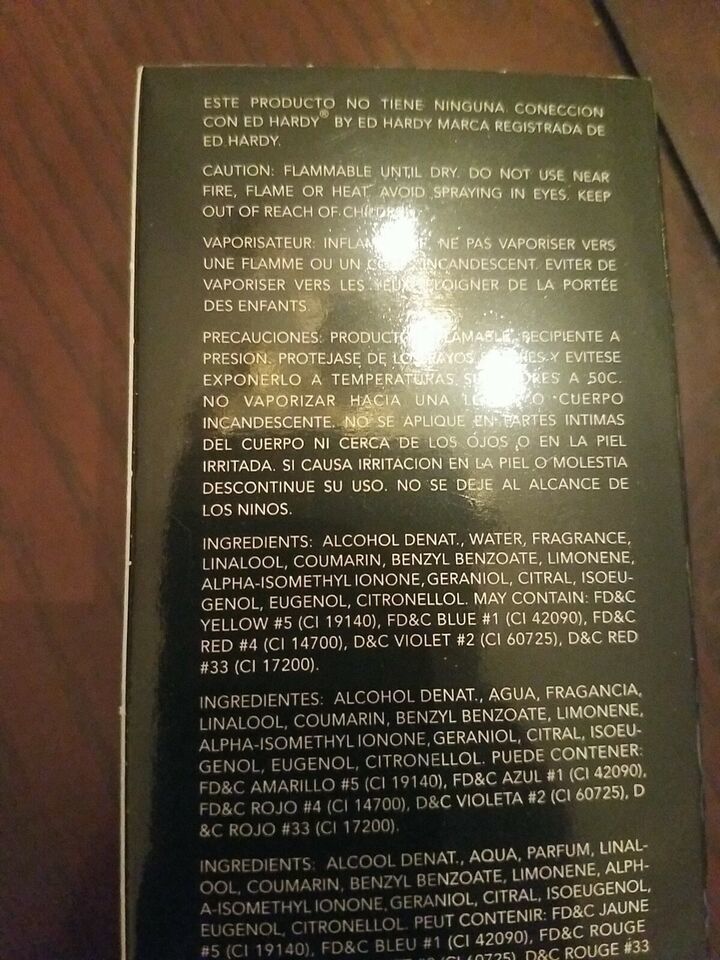 ESTE PRODUCTO NO TIENE NINGUNA CONECCION
CON ED HARDY® BY ED HARDY MARCA REGISTRADA DE
ED HARDY.
CAUTION: FLAMMABLE UNTIL DRY. DO NOT USE NEAR
FIRE, FLAME OR HEAT. AVOID SPRAYING IN EYES. KEEP
OUT OF REACH OF
VAPORISATEUR: NE PAS VAPORISER VERS
UNE FLAMME OU UN INCANDESCENT. EVITER DE
VAPORISER VERS LES YEUX. DE LA PORTÉE
DES ENFANTS.
PRECAUCIONES: PRODUCTO RECIPIENTE A
PRESION. PROTEJASE DE Y EVITESE
EXPONERLO A TEMPERATURAS A 50C.
NO VAPORIZAR HACIA UNA O CUERPO
INCANDESCENTE. NO SE APLIQUE EN PARTES INTIMAS
DEL CUERPO NI CERCA DE LOS OJOS O EN LA PIEL
IRRITADA. SI CAUSA IRRITACION EN LA PIEL O MOLESTIA
DESCONTINUE SU USO. NO SE DEJE AL ALCANCE DE
LOS NINOS.
INGREDIENTS: ALCOHOL DENAT., WATER, FRAGRANCE,
LINALOOL, COUMARIN, BENZYL BENZOATE, LIMONENE,
ALPHA-ISOMETHYL IONONE, GERANIOL, CITRAL, ISOEU-
GENOL, EUGENOL, CITRONELLOL. MAY CONTAIN: FD&C
YELLOW #5 (CI 19140), FD&C BLUE #1 (CI 42090), FD&C
RED #4 (CI 14700), D&C VIOLET #2 (CI 60725), D&C RED
#33 (CI 17200).
INGREDIENTES: ALCOHOL DENAT., AGUA, FRAGANCIA,
LINALOOL, COUMARIN, BENZYL BENZOATE, LIMONENE,
ALPHA-ISOMETHYL IONONE, GERANIOL, CITRAL, ISOEU-
GENOL, EUGENOL, CITRONELLOL. PUEDE CONTENER:
FD&C AMARILLO #5 (CI 19140), FD&C AZUL #1 (CI 42090),
FD&C ROJO #4 (CI 14700), D&C VIOLETA #2 (CI 60725), D
&C ROJO #33 (CI 17200).
INGREDIENTS: ALCOOL DENAT., AQUA, PARFUM, LINAL-
OOL, COUMARIN, BENZYL BENZOATE, LIMONENE, ALPH-
A-ISOMETHYL IONONE, GERANIOL, CITRAL, ISOEUGENOL,
EUGENOL, CITRONELLOL. PEUT CONTENIR: FD&C JAUNE
#5 (CI 19140), FD&C BLEU #1 (CI 42090), FD&C ROUGE
60725), D&C ROUGE #33